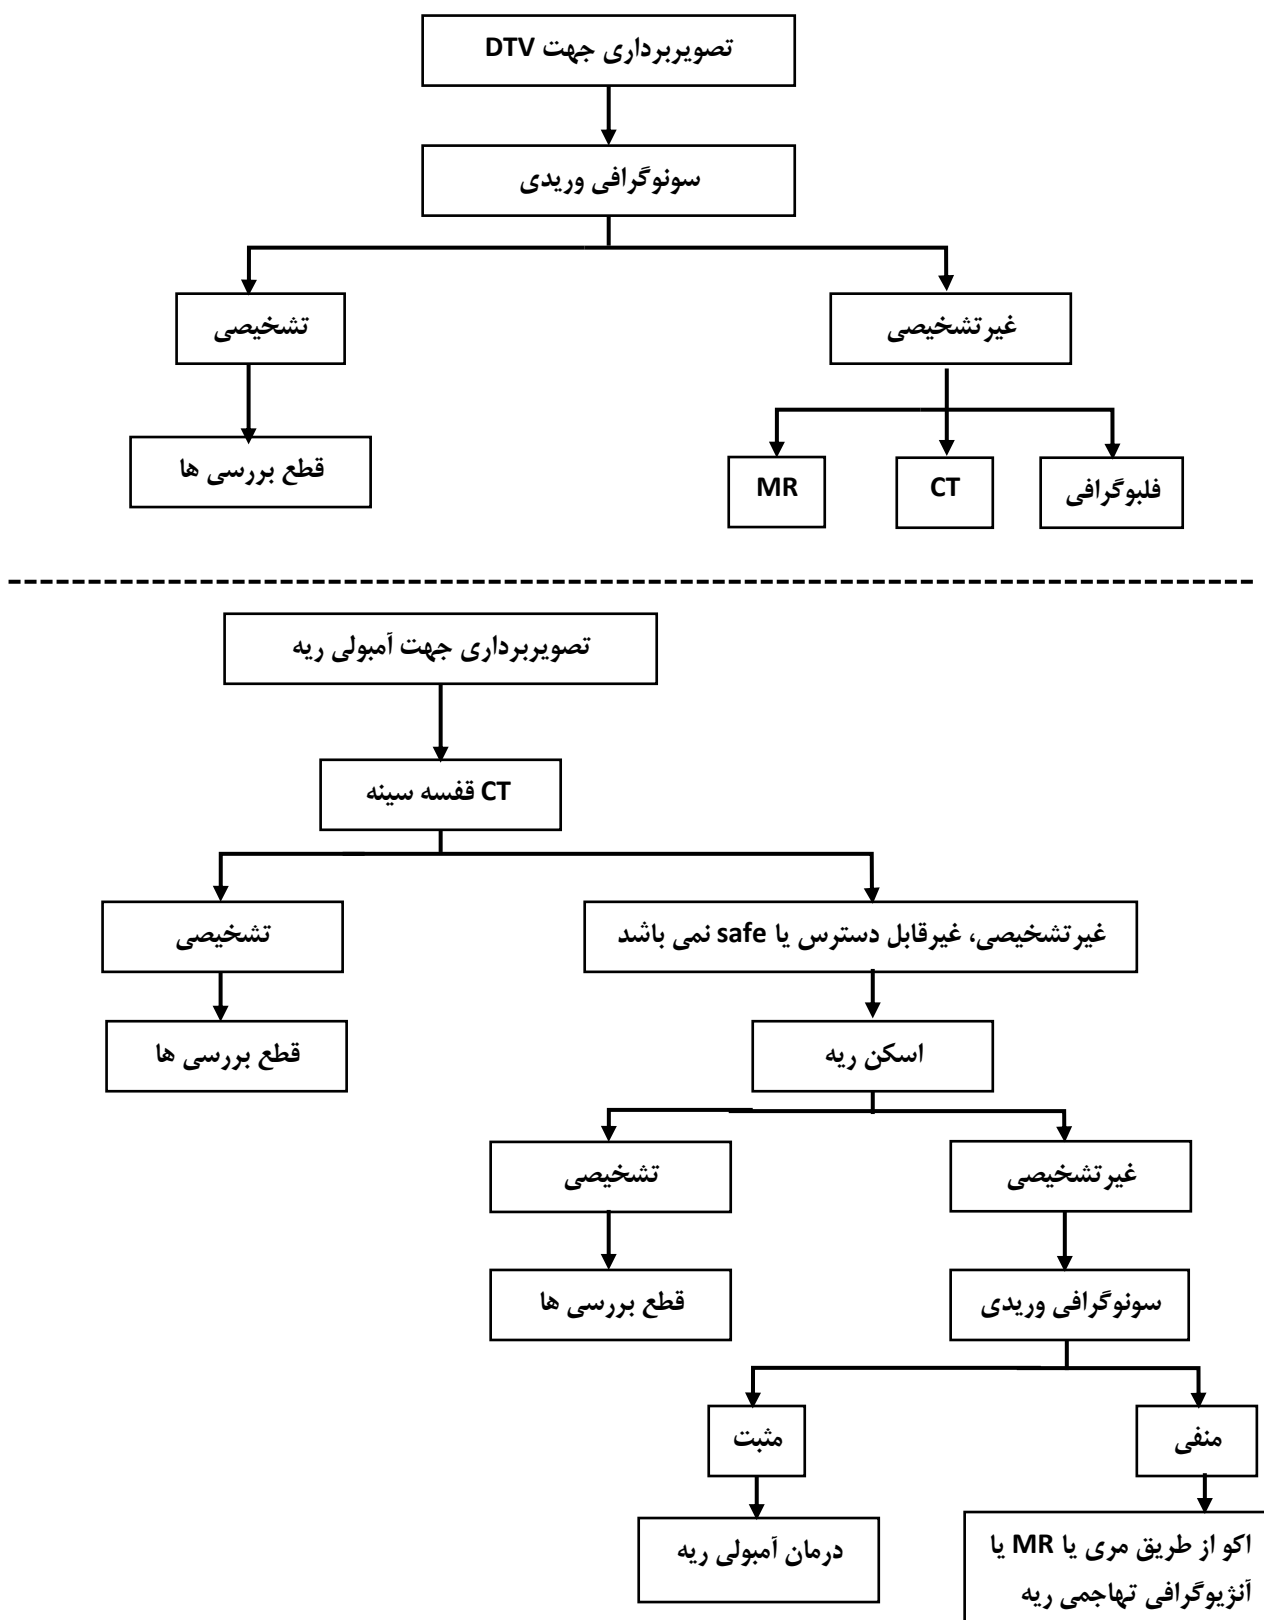 تصویربرداری جهت DTV
سونوگرافی وریدی
تشخیصی
غیرتشخیصی
قطع بررسی ها
MR
CT
فلبوگرافی
تصویربرداری جهت آمبولی ریه
CT قفسه سینه
تشخیصی
غیرتشخیصی، غیرقابل دسترس یا safe نمی باشد
قطع بررسی ها
اسکن ریه
تشخیصی
غیرتشخیصی
قطع بررسی ها
سونوگرافی وریدی
مثبت
منفی
درمان آمبولی ریه
اکو از طریق مری یا MR یا
آنژیوگرافی تهاجمی ریه